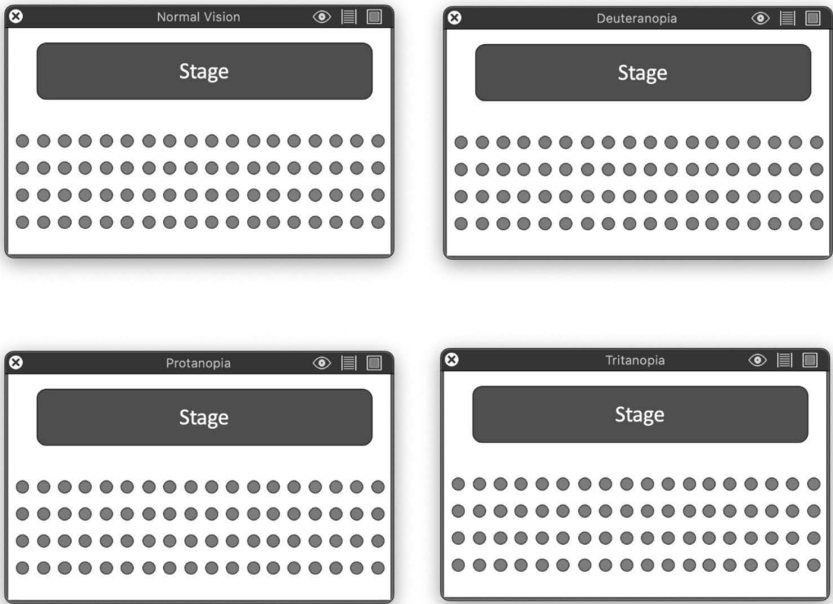 Normal Vision
Stage
Deuteranopia
Stage
Protanopia
Stage
Tritanopia
Stage